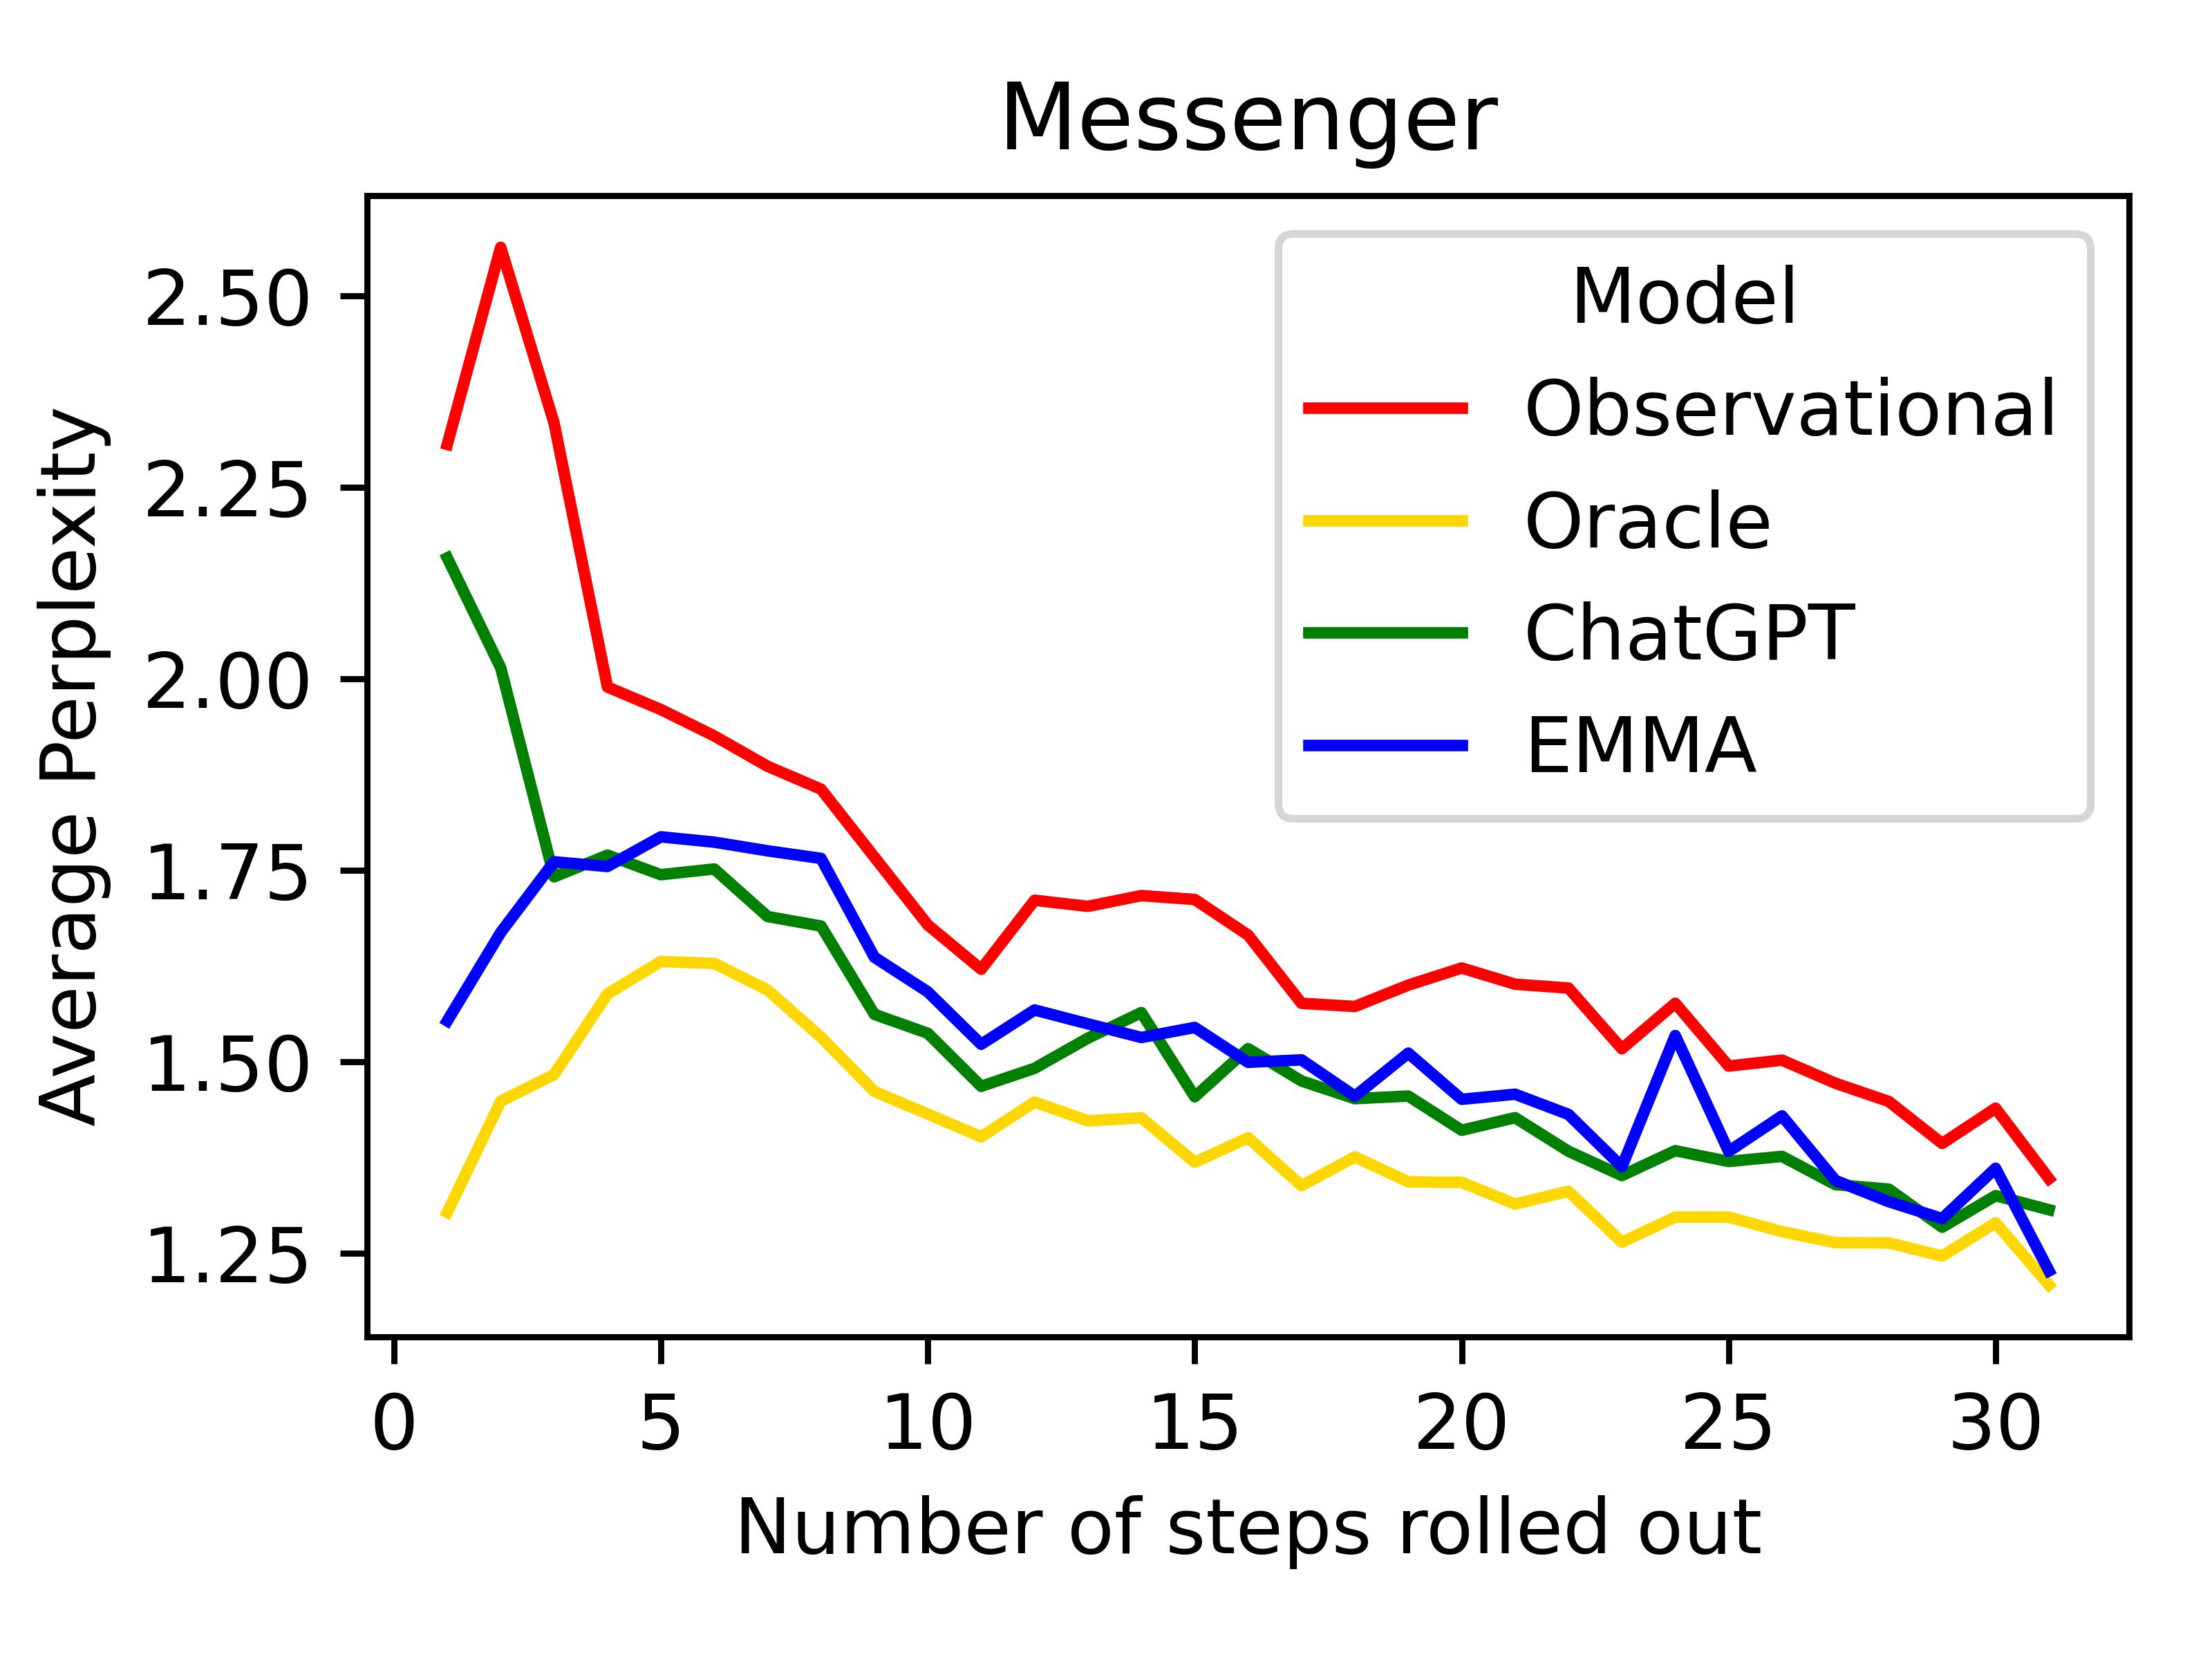 Messenger
Average Perplexity
2.50
2.25
2.00
1.75
1.50
1.25
Model
Observational
Oracle
ChatGPT
EMMA
0 5 10 15 20 25 30
Number of steps rolled out